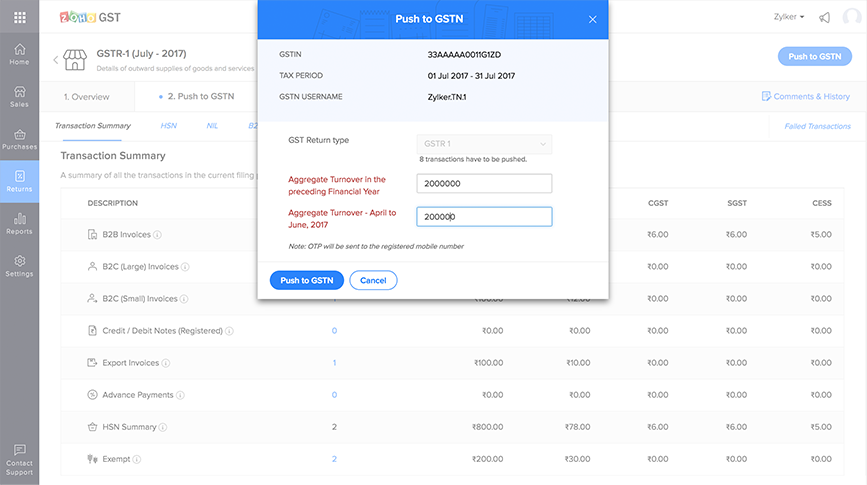 ZOHO GST
Push to GSTN
Zylker
Home
GSTR-1 (July - 2017)
Details of outward supplies of goods and services
Push to GSTN
GSTIN
33AAAAA0011G1ZD
TAX PERIOD
01 Jul 2017 - 31 Jul 2017
GSTN USERNAME
Zylker.TN.1
Sales
1. Overview
2. Push to GSTN
Comments & History
Purchases
Transaction Summary
HSN
NIL
Failed Transactions
GST Return type
GSTR 1
8 transactions have to be pushed.
Returns
Transaction Summary
A summary of all the transactions in the current filing
Aggregate Turnover in the
preceding Financial Year
2000000
Aggregate Turnover - April to
June, 2017
200000
Note: OTP will be sent to the registered mobile number
Push to GSTN
Cancel
Reports
Settings
DESCRIPTION
CGST
SGST
CESS
B2B Invoices
₹6.00
₹6.00
₹5.00
B2C (Large) Invoices
₹0.00
₹0.00
₹0.00
B2C (Small) Invoices
₹0.00
₹0.00
₹0.00
Credit / Debit Notes (Registered)
0
₹0.00
₹0.00
₹0.00
₹0.00
₹0.00
Export Invoices
1
₹100.00
₹10.00
₹0.00
₹0.00
₹0.00
Advance Payments
0
₹0.00
₹0.00
₹0.00
₹0.00
₹0.00
HSN Summary
2
₹800.00
₹78.00
₹6.00
₹6.00
₹5.00
Exempt
2
₹200.00
₹30.00
₹0.00
₹0.00
₹0.00
Contact
Support